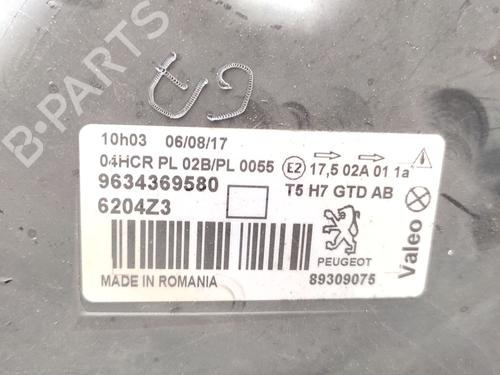 10h03 06/08/17
04HCR PL 02B/PL 0055 E2 17,5 02A 01 1a
9634369580 T5 H7 GTD AB
6204Z3
PEUGEOT
Valeo
MADE IN ROMANIA 89309075
B-PARTS